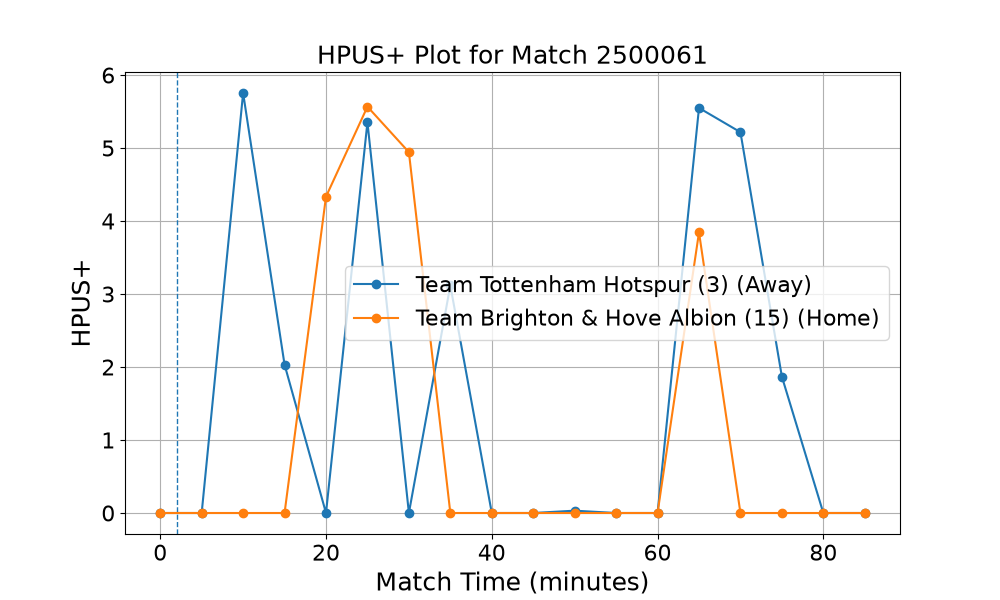 HPUS+ Plot for Match 2500061
6
5
4
3
2
1
0
HPUS+
Team Tottenham Hotspur (3) (Away)
Team Brighton & Hove Albion (15) (Home)
0 20 40 60 80
Match Time (minutes)